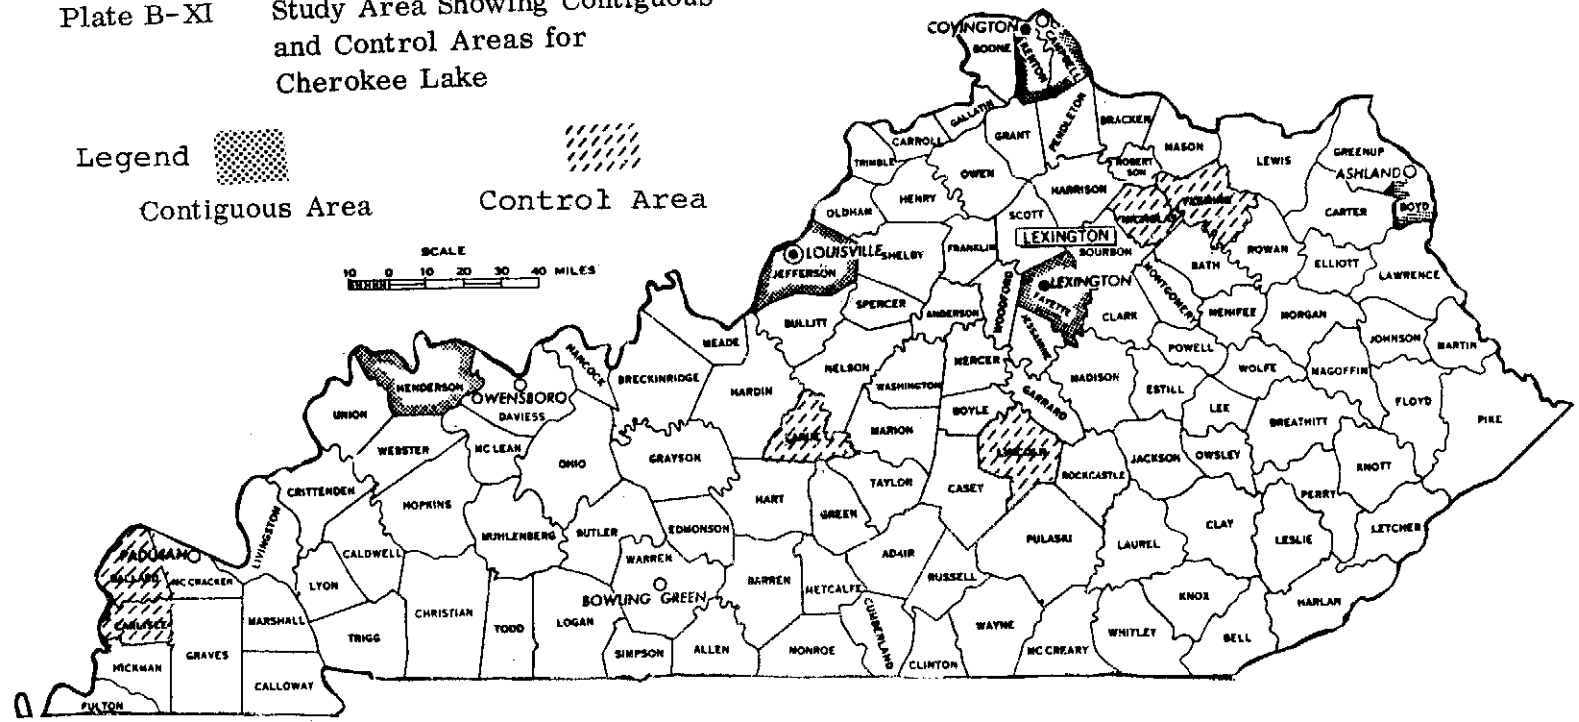 Plate B-XI Study Area Showing Contiguous
and Control Areas for
Cherokee Lake
Legend
Contiguous Area
Control Area
SCALE
10 0 10 20 30 40 MILES
COVINGTON
BOONE
KENTON
CAMPBELL
GALLATIN
CARROLL
TRIMBLE
GRANT
PENDLETON
BRACKEN
MASON
ROBERT
SON
LEWIS
GREENUP
ASHLAND
BOYD
CARTER
OWEN
HENRY
OLDHAM
HARRISON
SCOTT
NICHOLAS
FLEMING
LEXINGTON
BOURBON
ROWAN
BATH
ELLIOTT
LAWRENCE
LOUISVILLE
JEFFERSON
SHELBY
FRANKLIN
LEXINGTON
FAYETTE
WOODFORD
MONTGOMERY
CLARK
MENIFEE
MORGAN
JOHNSON
MARTIN
SPENCER
ANDERSON
JESSAMINE
BULLITT
MEADE
HANCOCK
BRECKINRIDGE
HARDIN
NELSON
WASHINGTON
MERCER
MADISON
POWELL
WOLFE
MAGOFFIN
FLOYD
PIKE
ESTILL
LEE
BREATHITT
HENDERSON
OWENSBORO
DAVIESS
UNION
BOYLE
GARRARD
LARUE
MARION
LINCOLN
ROCKCASTLE
JACKSON
OWSLEY
KNOTT
PERRY
WEBSTER
MC LEAN
OHIO
GRAYSON
HART
TAYLOR
CASEY
CRITTENDEN
HOPKINS
LIVINGSTON
MUHLENBERG
BUTLER
EDMONSON
GREEN
PULASKI
LAUREL
CLAY
LESLIE
LETCHER
PADUCAH
BALLARD
MC CRACKEN
CALDWELL
LYON
WARREN
BOWLING GREEN
BARREN
METCALFE
ADAIR
RUSSELL
KNOX
HARLAN
CARLISLE
MARSHALL
CHRISTIAN
TODD
LOGAN
TRIGG
CUMBERLAND
WAYNE
WHITLEY
BELL
HICKMAN
GRAVES
CALLOWAY
SIMPSON
ALLEN
MONROE
CLINTON
MC CREARY
FULTON